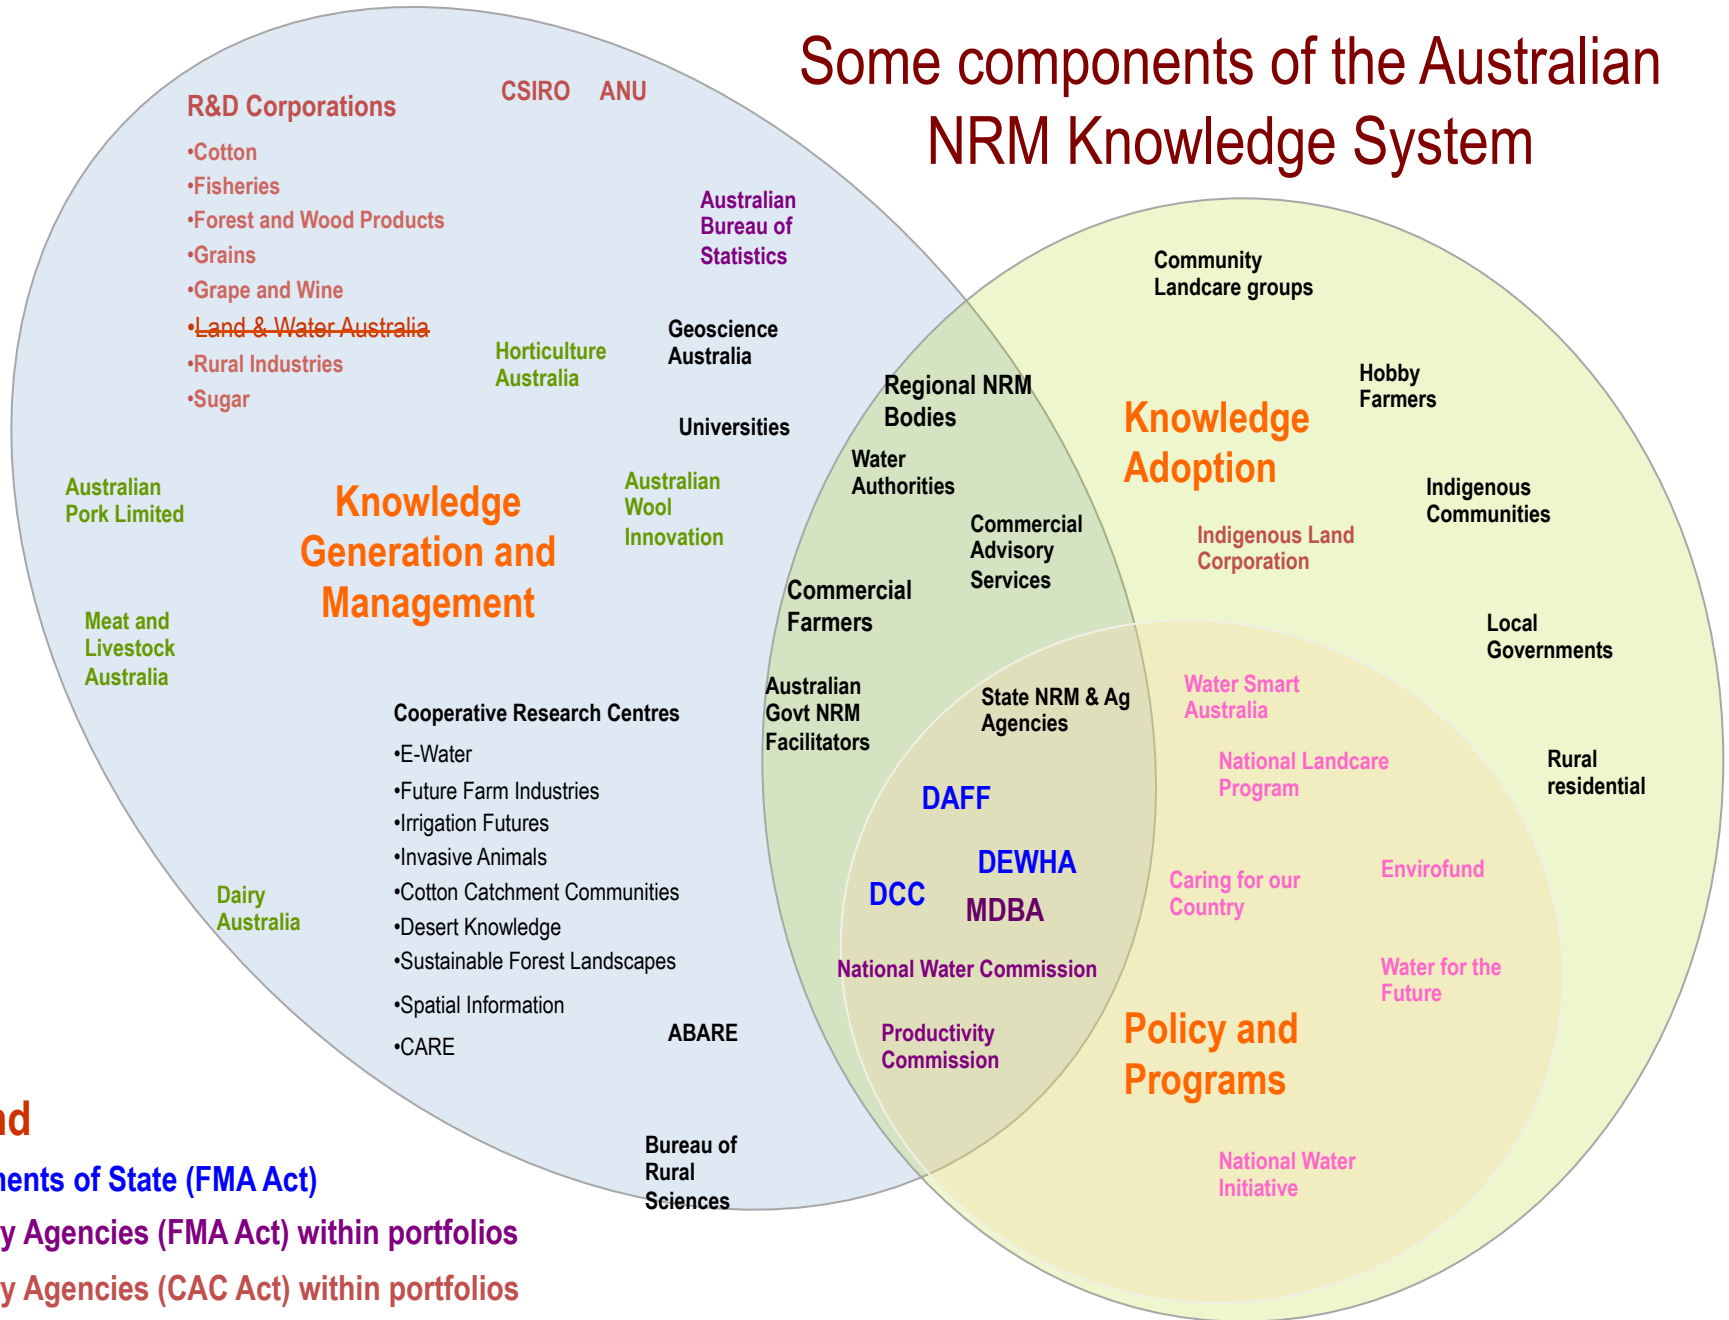 Some components of the Australian
NRM Knowledge System
R&D Corporations
•Cotton
•Fisheries
•Forest and Wood Products
•Grains
•Grape and Wine
•Land & Water Australia
•Rural Industries
•Sugar
CSIRO ANU
Australian
Bureau of
Statistics
Geoscience
Australia
Horticulture
Australia
Universities
Australian
Pork Limited
Knowledge
Generation and
Management
Australian
Wool
Innovation
Meat and
Livestock
Australia
Cooperative Research Centres
•E-Water
•Future Farm Industries
•Irrigation Futures
•Invasive Animals
•Cotton Catchment Communities
•Desert Knowledge
•Sustainable Forest Landscapes
•Spatial Information
•CARE
Dairy
Australia
ABARE
Bureau of
Rural
Sciences
Regional NRM
Bodies
Water
Authorities
Commercial
Advisory
Services
Commercial
Farmers
Australian
Govt NRM
Facilitators
State NRM & Ag
Agencies
DAFF
DEWHA
DCC
MDBA
National Water Commission
Productivity
Commission
Community
Landcare groups
Hobby
Farmers
Knowledge
Adoption
Indigenous
Communities
Indigenous Land
Corporation
Local
Governments
Rural
residential
Water Smart
Australia
National Landcare
Program
Caring for our
Country
Envirofund
Water for the
Future
Policy and
Programs
National Water
Initiative
nd
ments of State (FMA Act)
y Agencies (FMA Act) within portfolios
y Agencies (CAC Act) within portfolios